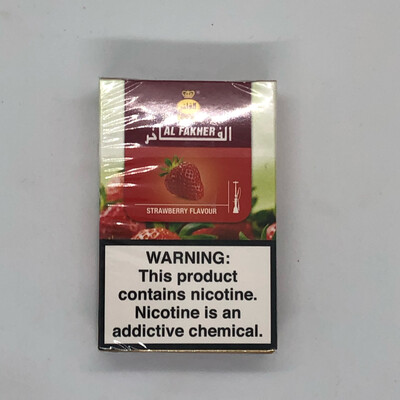 الفاخر
AL FAKHER
STRAWBERRY FLAVOUR
WARNING:
This product
contains nicotine.
Nicotine is an
addictive chemical.